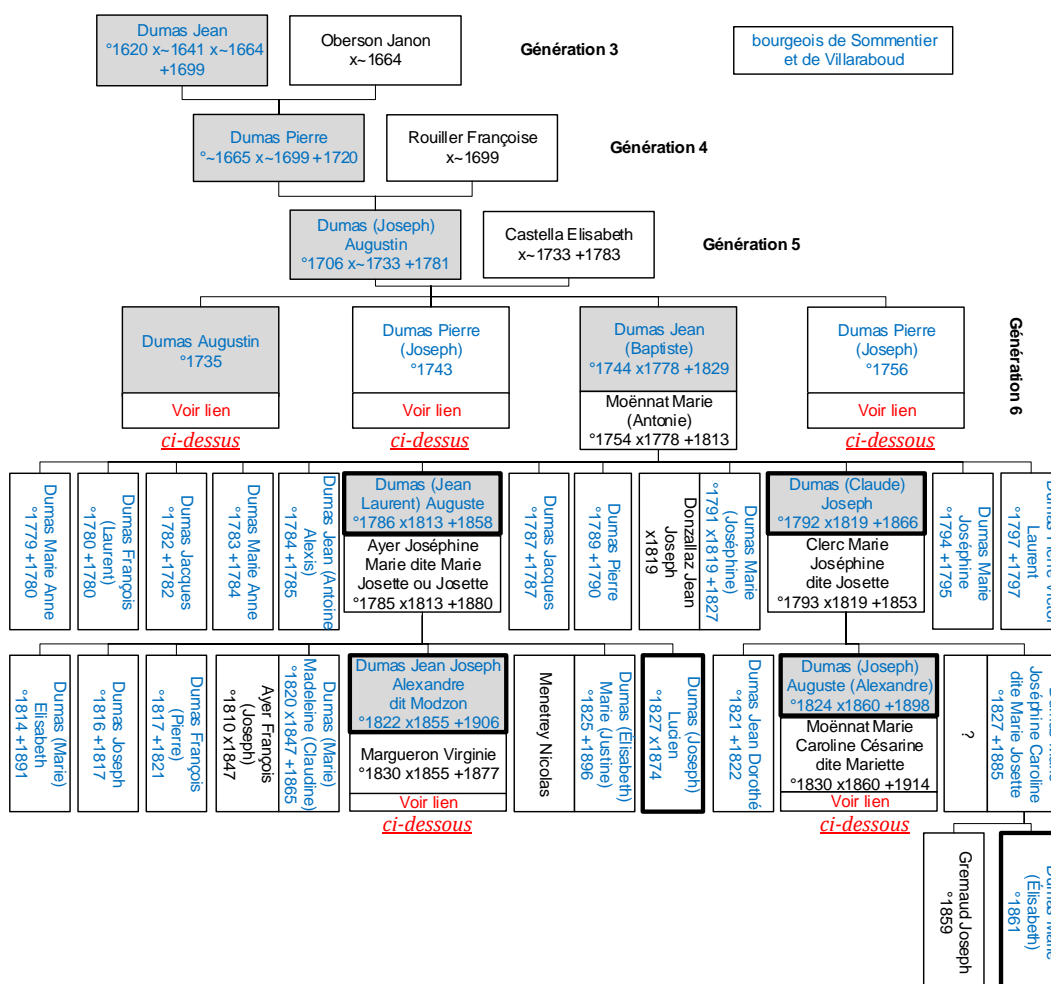 Dumas Jean
°1620 x~1641 x~1664
+1699
Oberson Janon
x~1664
Génération 3
bourgeois de Sommentier
et de Villaraboud
Dumas Pierre
°~1665 x~1699 +1720
Rouiller Françoise
x~1699
Génération 4
Dumas (Joseph)
Augustin
°1706 x~1733 +1781
Castella Elisabeth
x~1733 +1783
Génération 5
Dumas Augustin
°1735
Voir lien
ci-dessus
Dumas Pierre
(Joseph)
°1743
Voir lien
ci-dessus
Dumas Jean
(Baptiste)
°1744 x1778 +1829
Moënnat Marie
(Antonie)
°1754 x1778 +1813
Dumas Pierre
(Joseph)
°1756
Voir lien
ci-dessous
Génération 6
Dumas Marie Anne
°1779 +1780
Dumas François
(Laurent)
°1780 +1780
Dumas Jacques
°1782 +1782
Dumas Marie Anne
°1783 +1784
Dumas Jean (Antoine
Alexis)
°1784 +1785
Dumas (Jean
Laurent) Auguste
°1786 x1813 +1858
Ayer Joséphine
Marie dite Marie
Josette ou Josette
°1785 x1813 +1880
Dumas Jacques
°1787 +1787
Dumas Pierre
°1789 +1790
Donzallaz Jean
Joseph
x1819
Dumas Marie
(Joséphine)
°1791 x1819 +1827
Dumas (Claude)
Joseph
°1792 x1819 +1866
Clerc Marie
Joséphine
dite Josette
°1793 x1819 +1853
Dumas Marie
Joséphine
°1794 +1795
Laurent
°1797 +1797
Dumas (Marie)
Elisabeth
°1814 +1891
Dumas Joseph
°1816 +1817
Dumas François
(Pierre)
°1817 +1821
Ayer François
(Joseph)
°1810 x1847
Dumas (Marie)
Madeleine (Claudine)
°1820 x1847 +1865
Dumas Jean Joseph
Alexandre
dit Modzon
°1822 x1855 +1906
Margueron Virginie
°1830 x1855 +1877
Voir lien
ci-dessous
Menetrey Nicolas
Dumas (Élisabeth)
Marie (Justine)
°1825 +1896
Dumas (Joseph)
Lucien
°1827 x1874
Dumas Jean Dorothé
°1821 +1822
Dumas (Joseph)
Auguste (Alexandre)
°1824 x1860 +1898
Moënnat Marie
Caroline Césarine
dite Mariette
°1830 x1860 +1914
Voir lien
ci-dessous
?
Joséphine Caroline
dite Marie Josette
°1827 +1885
Gremaud Joseph
°1859
(Élisabeth)
°1861